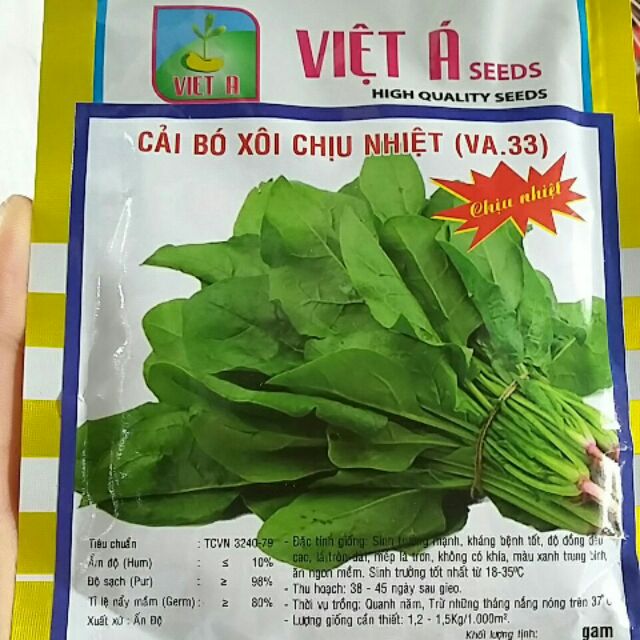 VIỆT Á
VIỆT Á SEEDS
HIGH QUALITY SEEDS
CẢI BÓ XÔI CHỊU NHIỆT (VA.33)
Chịu nhiệt
Tiêu chuẩn : TCVN 3240-79
Ẩm độ (Hum) : ≤ 10%
Độ sạch (Pur) : ≥ 98%
Tỉ lệ nẩy mầm (Germ) : ≥ 80%
Xuất xứ : Ấn Độ
- Đặc tính giống: Sinh trưởng mạnh, kháng bệnh tốt, độ đồng đều
cao, lá tròn dài, mép lá trơn, không có khía, màu xanh trung bình,
ăn ngon mềm. Sinh trưởng tốt nhất từ 18-35ºC
- Thu hoạch: 38 - 45 ngày sau gieo.
- Thời vụ trồng: Quanh năm, Trừ những tháng nắng nóng trên 37ºC
- Lượng giống cần thiết: 1,2 - 1,5Kg/1.000m².
Khối lượng tịnh: gam